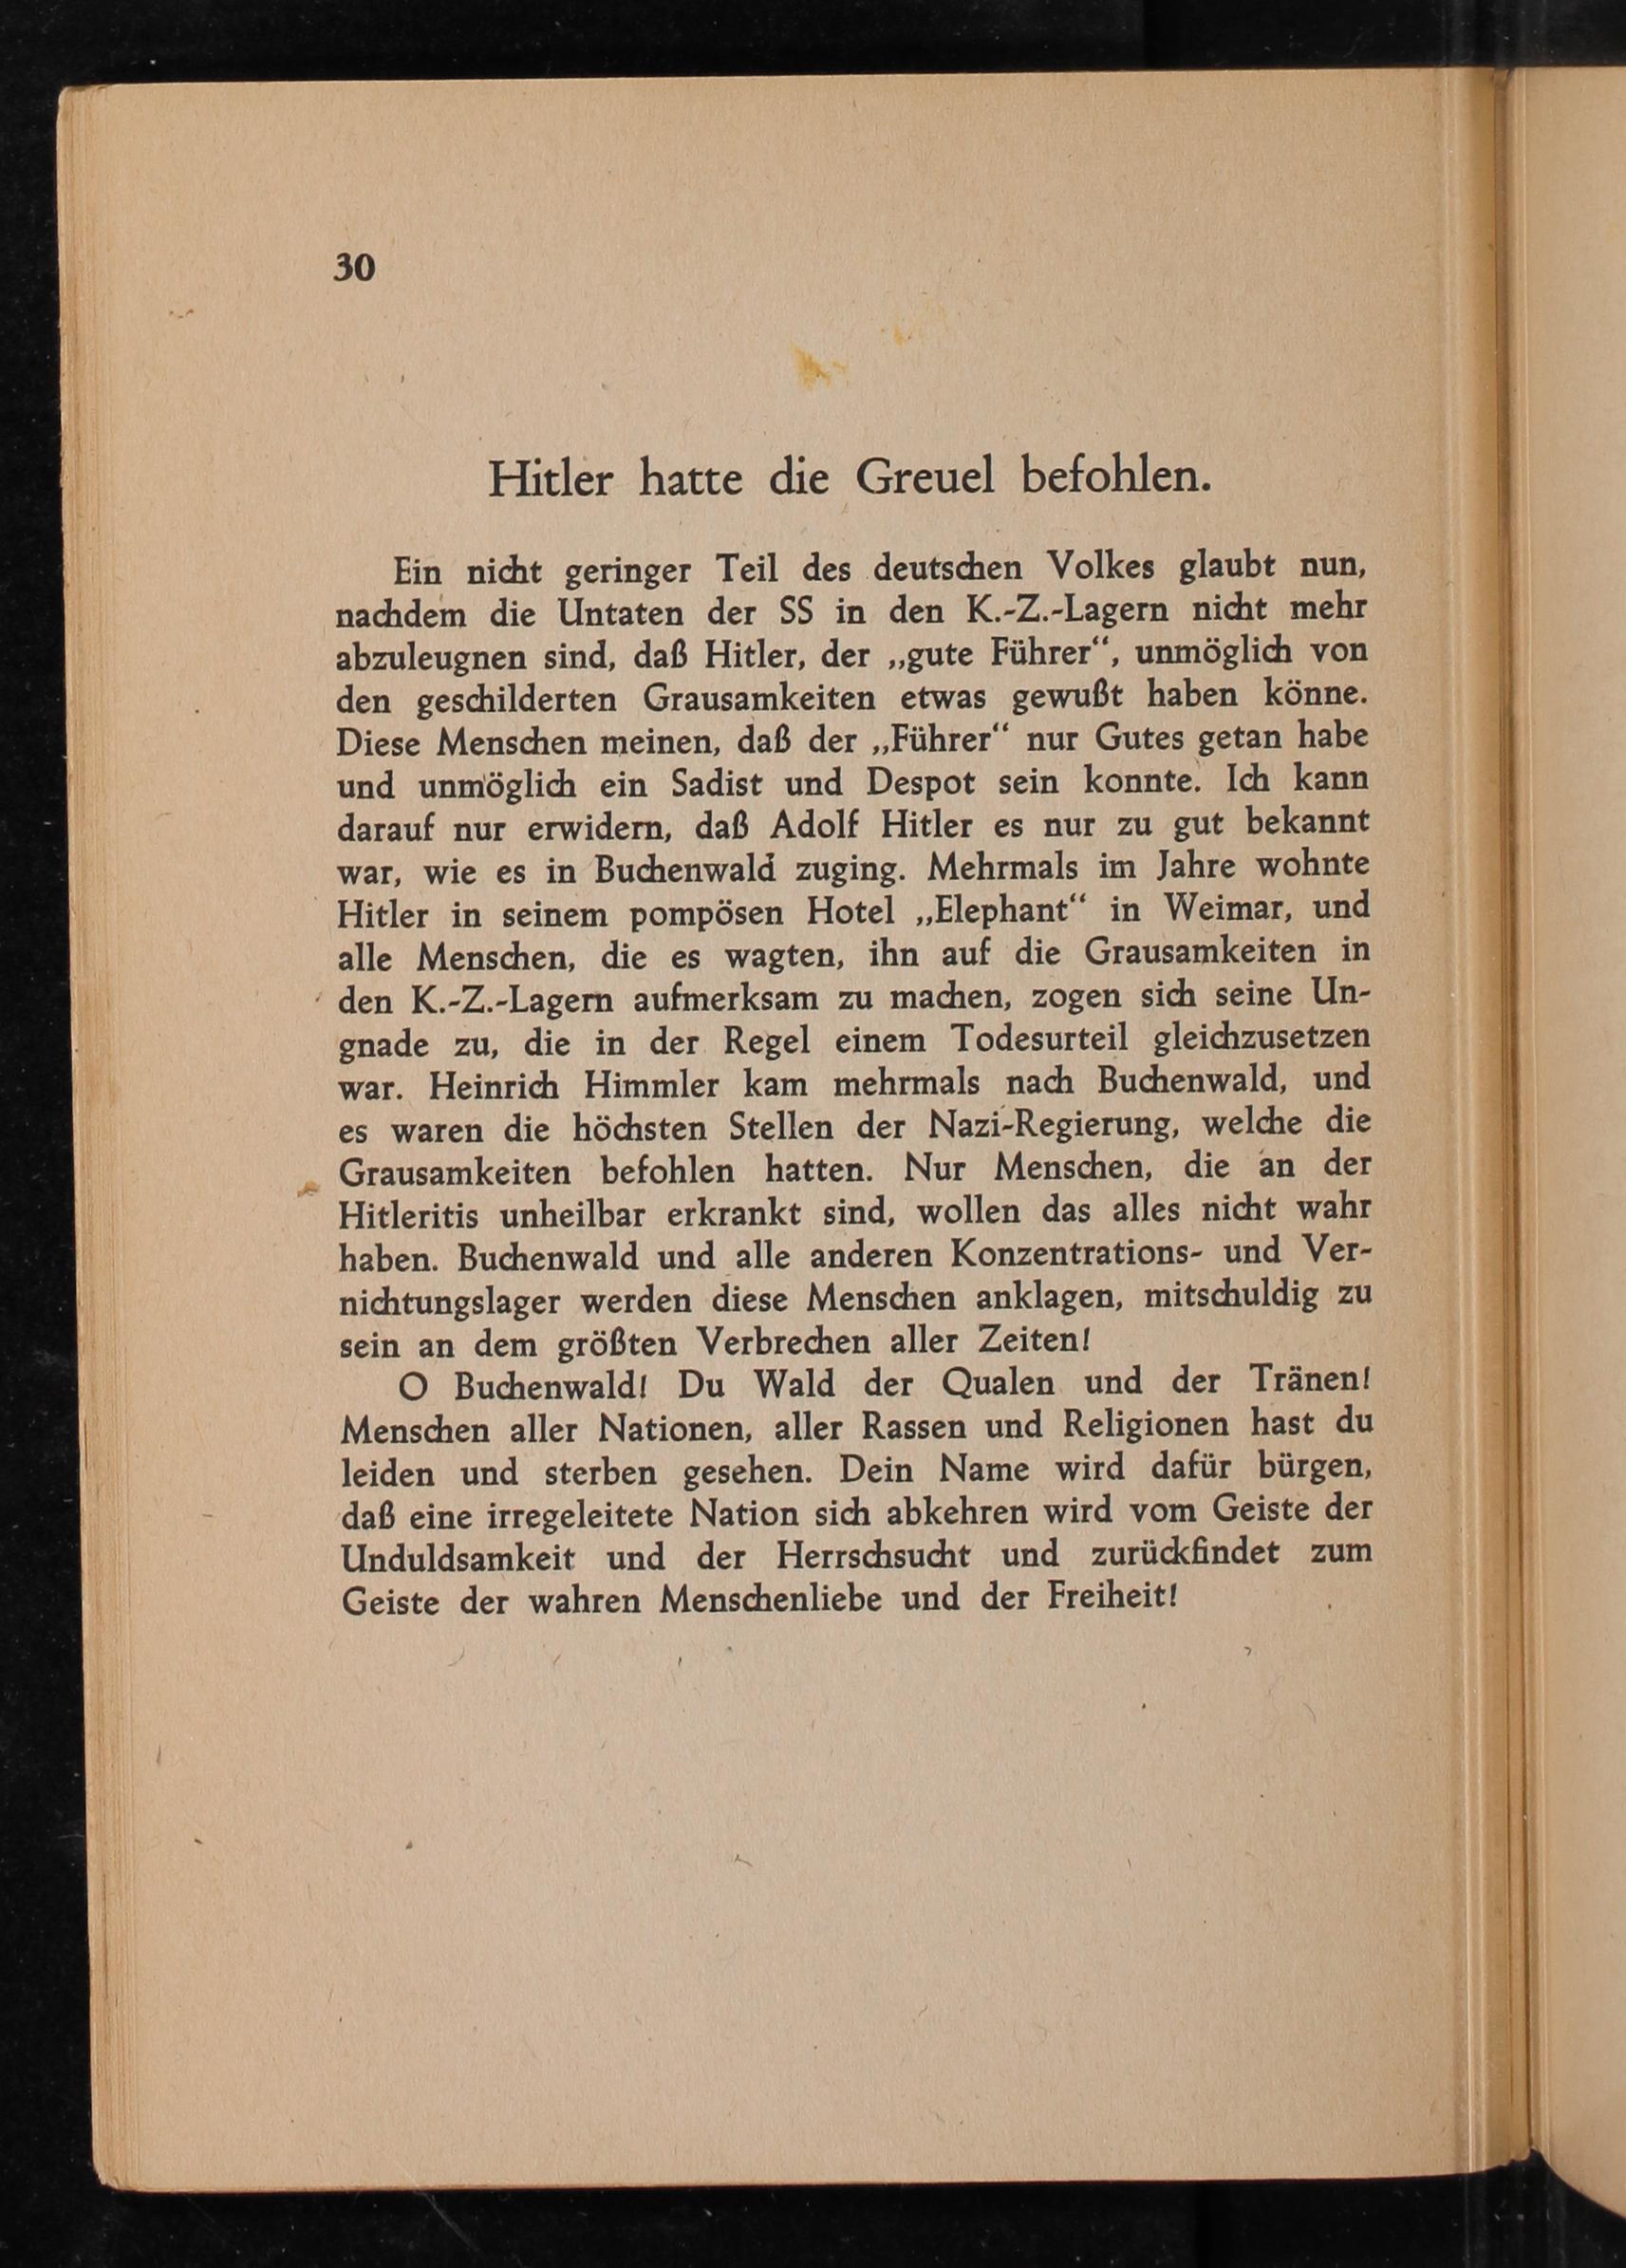 30
Hitler hatte die Greuel befohlen.
Ein nicht geringer Teil des deutschen Volkes glaubt nun,
nachdem die Untaten der SS in den K.-Z.-Lagern nicht mehr
abzuleugnen sind, daß Hitler, der „gute Führer“, unmöglich von
den geschilderten Grausamkeiten etwas gewußt haben könne.
Diese Menschen meinen, daß der „Führer“ nur Gutes getan habe
und unmöglich ein Sadist und Despot sein konnte. Ich kann
darauf nur erwidern, daß Adolf Hitler es nur zu gut bekannt
war, wie es in Buchenwald zuging. Mehrmals im Jahre wohnte
Hitler in seinem pompösen Hotel „Elephant“ in Weimar, und
alle Menschen, die es wagten, ihn auf die Grausamkeiten in
den K.-Z.-Lagern aufmerksam zu machen, zogen sich seine Un-
gnade zu, die in der Regel einem Todesurteil gleichzusetzen
war. Heinrich Himmler kam mehrmals nach Buchenwald, und
es waren die höchsten Stellen der Nazi-Regierung, welche die
Grausamkeiten befohlen hatten. Nur Menschen, die an der
Hitleritis unheilbar erkrankt sind, wollen das alles nicht wahr
haben. Buchenwald und alle anderen Konzentrations- und Ver-
nichtungslager werden diese Menschen anklagen, mitschuldig zu
sein an dem größten Verbrechen aller Zeiten!
O Buchenwald! Du Wald der Qualen und der Tränen!
Menschen aller Nationen, aller Rassen und Religionen hast du
leiden und sterben gesehen. Dein Name wird dafür bürgen,
daß eine irregeleitete Nation sich abkehren wird vom Geiste der
Unduldsamkeit und der Herrschsucht und zurückfindet zum
Geiste der wahren Menschenliebe und der Freiheit!